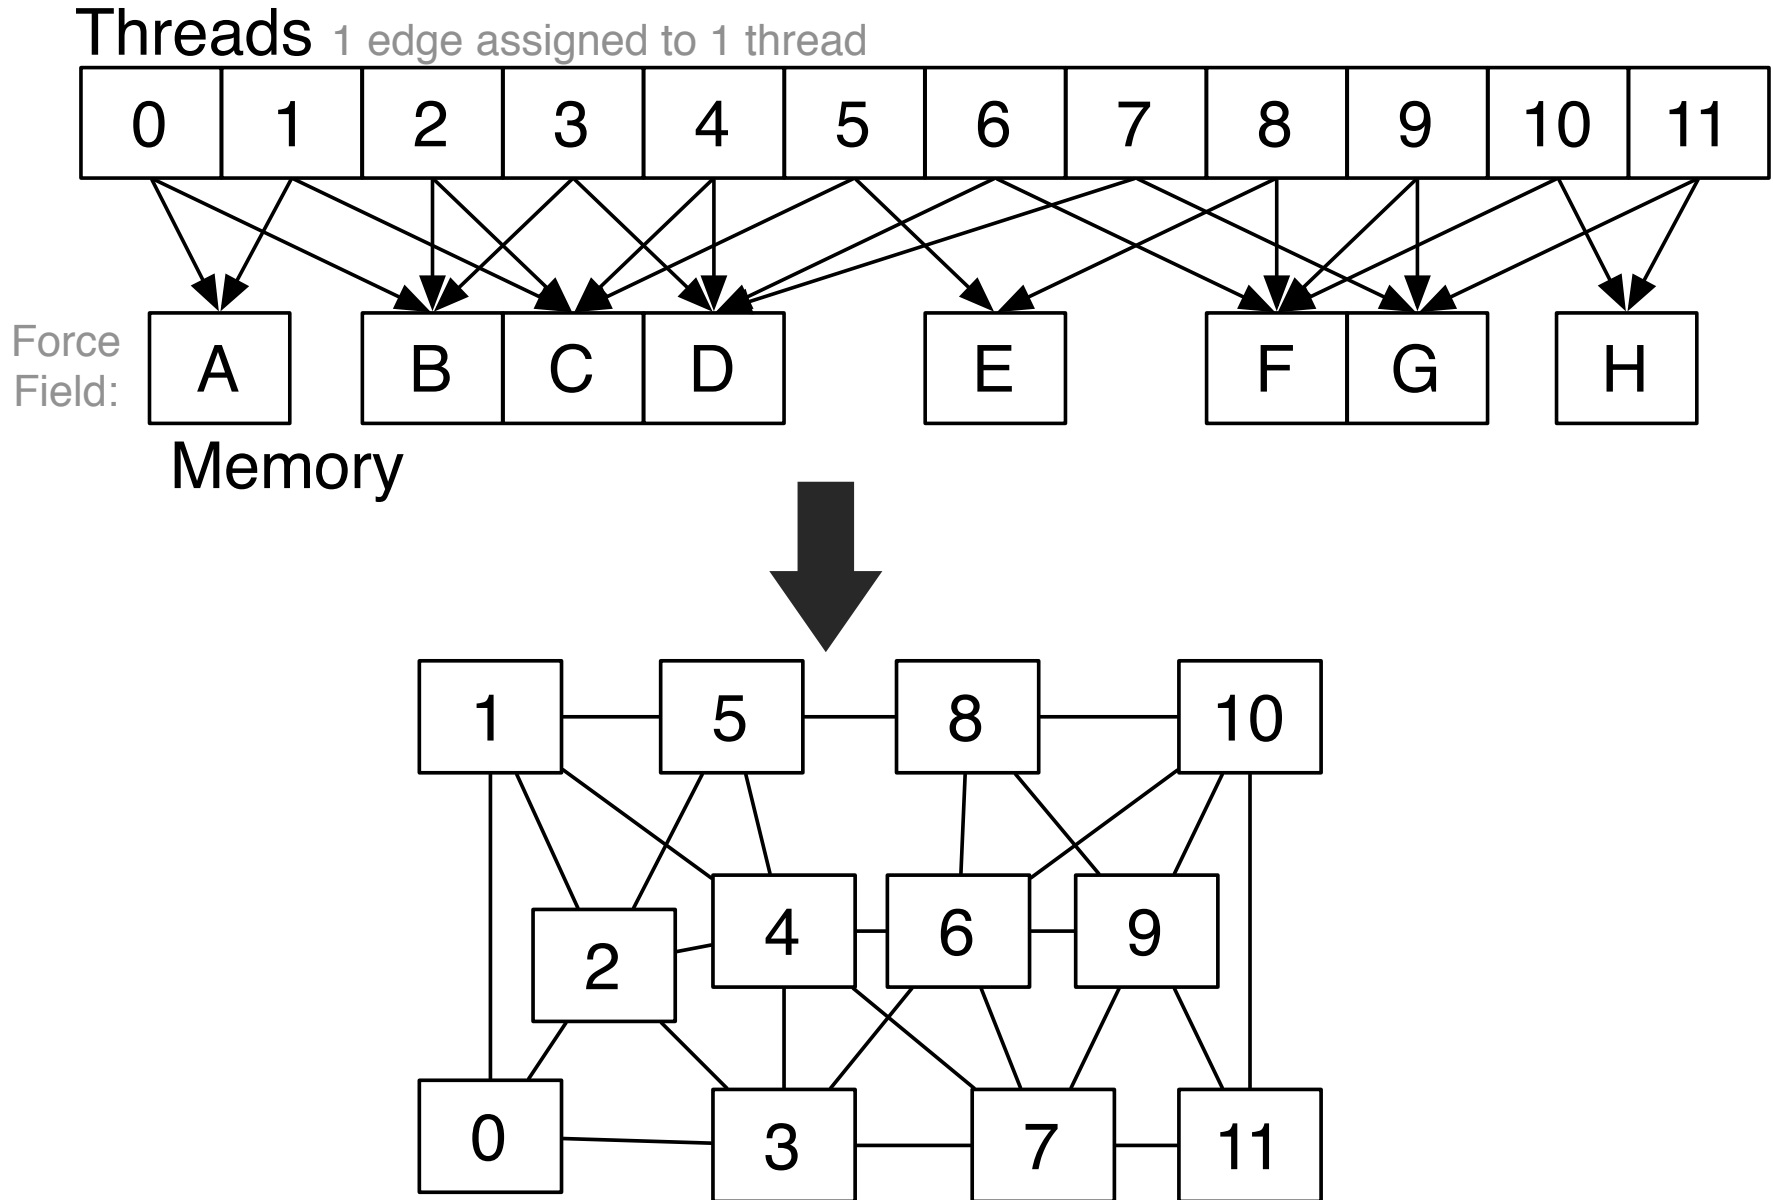 Threads 1 edge assigned to 1 thread
0 1 2 3 4 5 6 7 8 9 10 11
Force
Field:
A B C D E F G H
Memory
1 5 8 10
4 6 9
2
0 3 7 11